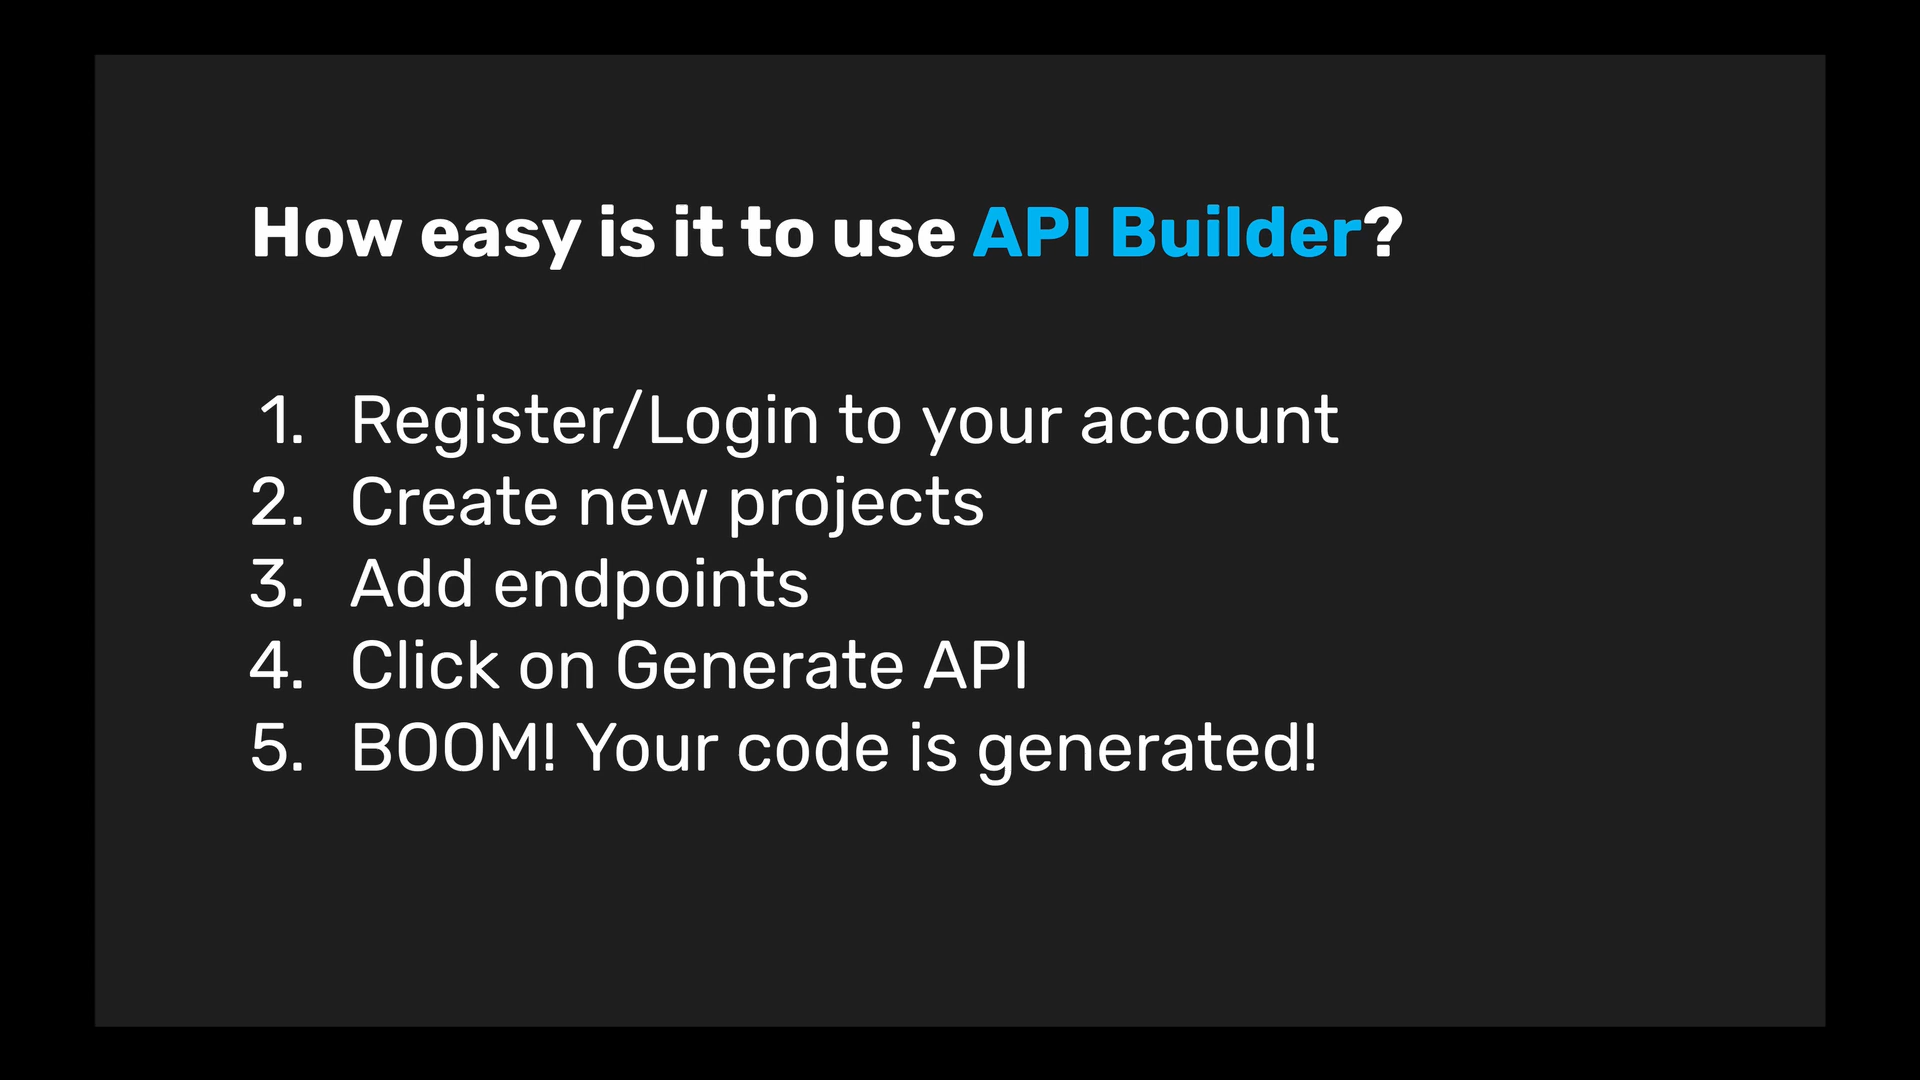 How easy is it to use API Builder?
1. Register/Login to your account
2. Create new projects
3. Add endpoints
4. Click on Generate API
5. BOOM! Your code is generated!